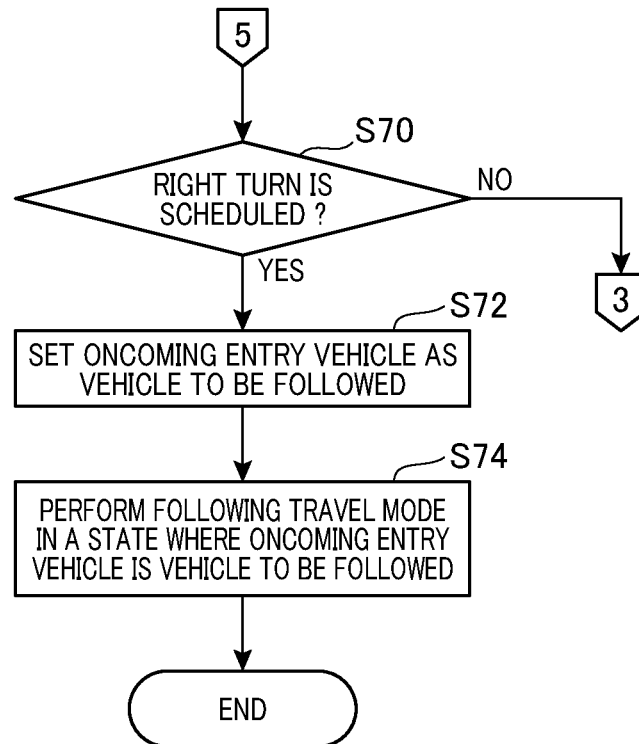 5
S70
RIGHT TURN IS
SCHEDULED ?
NO
YES
3
S72
SET ONCOMING ENTRY VEHICLE AS
VEHICLE TO BE FOLLOWED
S74
PERFORM FOLLOWING TRAVEL MODE
IN A STATE WHERE ONCOMING ENTRY
VEHICLE IS VEHICLE TO BE FOLLOWED
END